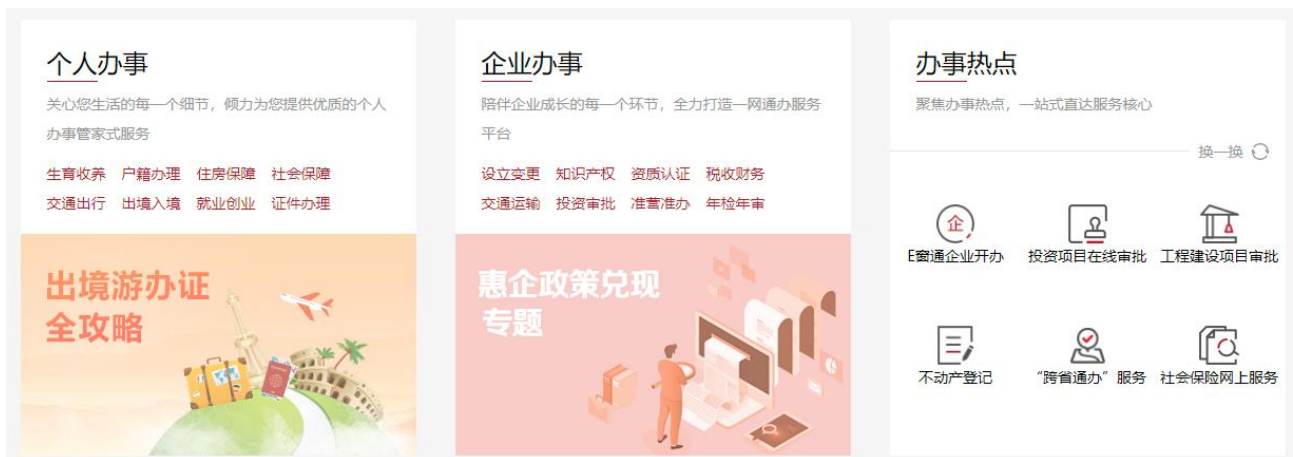 个人办事
关心您生活的每一个细节，倾力为您提供优质的个人
办事管家式服务
生育收养 户籍办理 住房保障 社会保障
交通出行 出境入境 就业创业 证件办理
出境游办证
全攻略
企业办事
陪伴企业成长的每一个环节，全力打造一网通办服务
平台
设立变更 知识产权 资质认证 税收财务
交通运输 投资审批 准营准办 年检年审
惠企政策兑现
专题
办事热点
聚焦办事热点，一站式直达服务核心
换一换
企
E窗通企业开办 投资项目在线审批 工程建设项目审批
不动产登记 “跨省通办”服务 社会保险网上服务